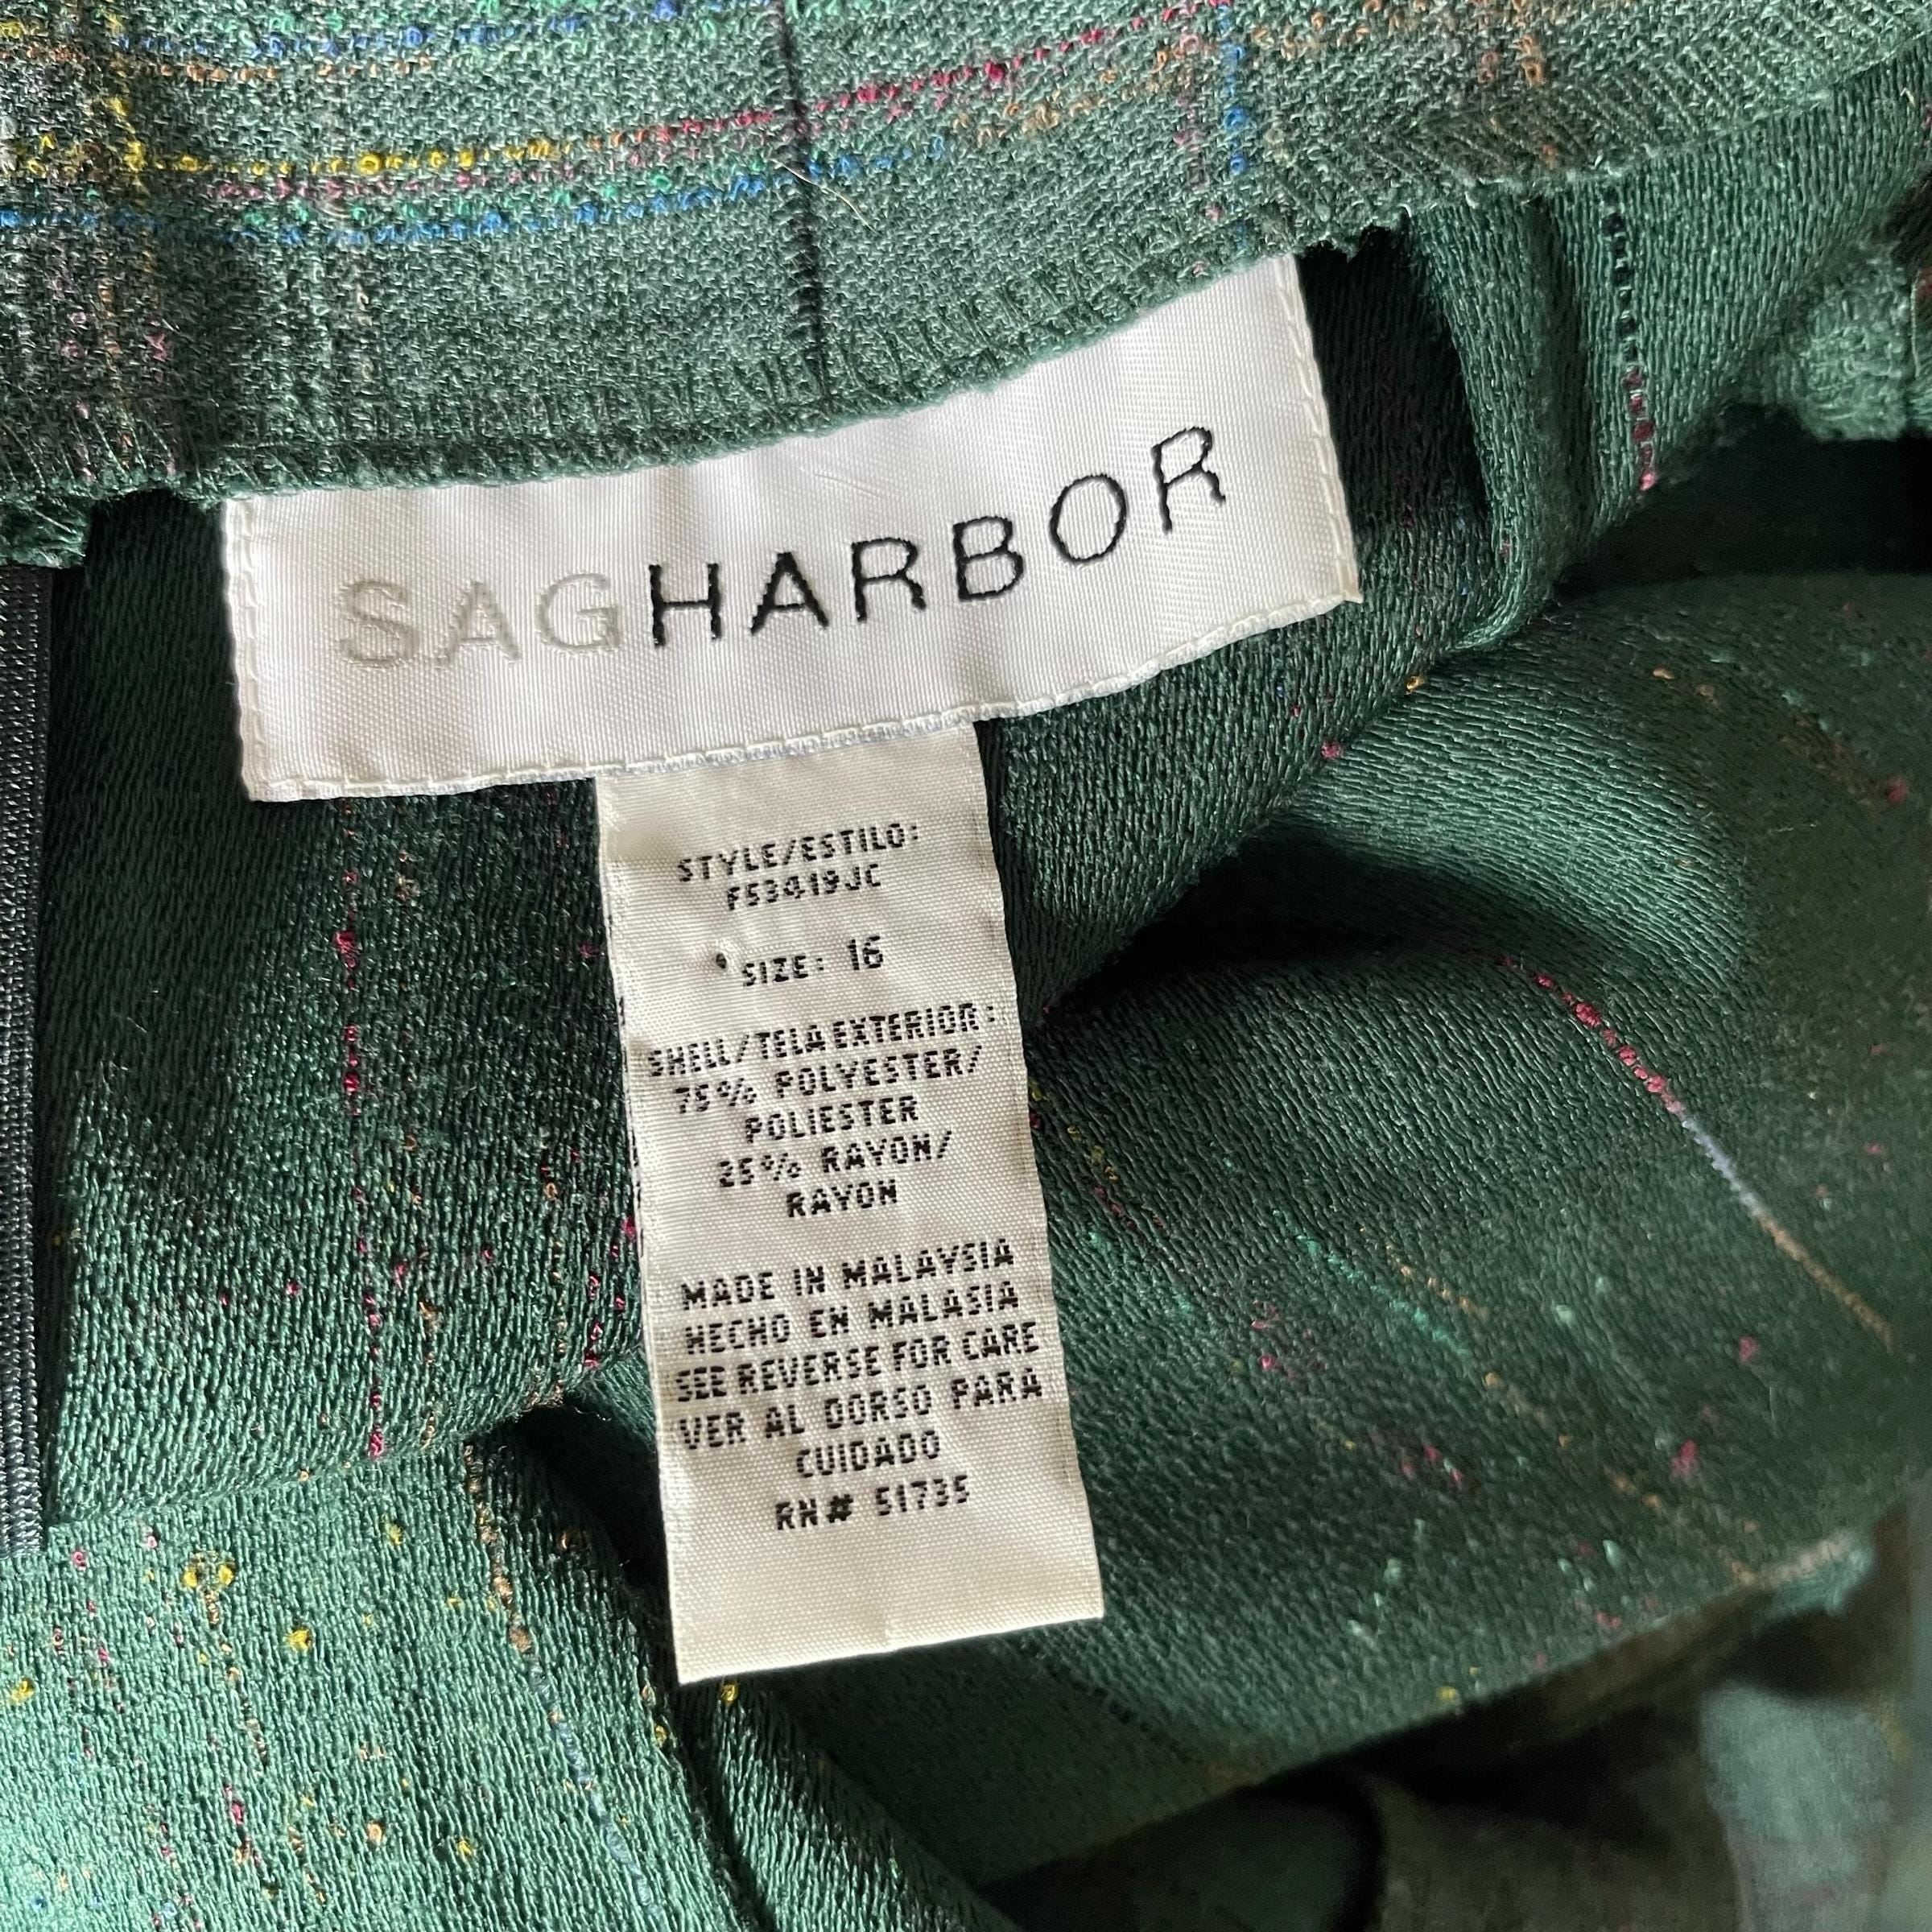 SAGHARBOR
STYLE/ESTILO:
F53419JC
SIZE: 16
SHELL/TELA EXTERIOR:
75% POLYESTER/
POLIESTER
25% RAYON/
RAYON
MADE IN MALAYSIA
HECHO EN MALASIA
SEE REVERSE FOR CARE
VER AL DORSO PARA
CUIDADO
RN# 51735